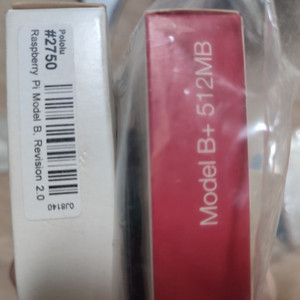 Pololu
#2750
Raspberry Pi Model B, Revision 2.0
0J8140
Model B+ 512MB